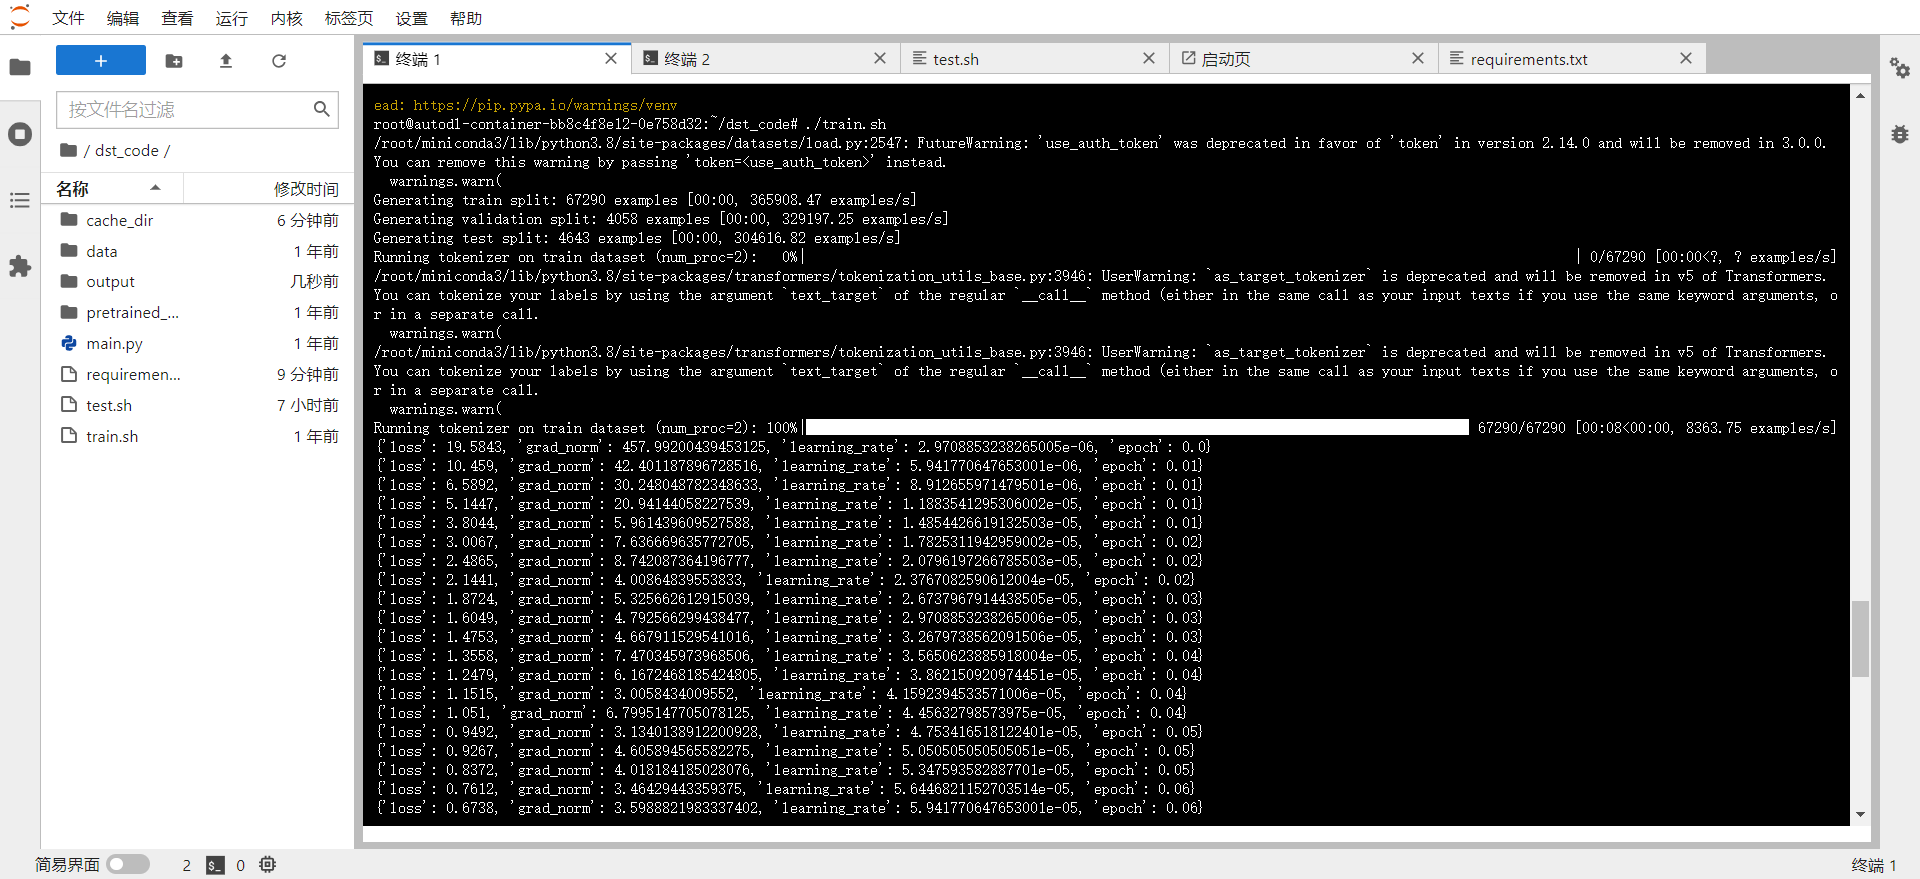 文件 编辑 查看 运行 内核 标签页 设置 帮助
+
按文件名过滤
/ dst_code /
名称 修改时间
cache_dir 6 分钟前
data 1 年前
output 几秒前
pretrained_... 1 年前
main.py 1 年前
requiremen... 9 分钟前
test.sh 7 小时前
train.sh 1 年前
终端 1 终端 2 test.sh 启动页 requirements.txt
ead: https://pip.pypa.io/warnings/venv
root@autodl-container-bb8c4f8e12-0e758d32:~/dst_code# ./train.sh
/root/miniconda3/lib/python3.8/site-packages/datasets/load.py:2547: FutureWarning: 'use_auth_token' was deprecated in favor of 'token' in version 2.14.0 and will be removed in 3.0.0.
You can remove this warning by passing 'token=<use_auth_token>' instead.
warnings.warn(
Generating train split: 67290 examples [00:00, 365908.47 examples/s]
Generating validation split: 4058 examples [00:00, 329197.25 examples/s]
Generating test split: 4643 examples [00:00, 304616.82 examples/s]
Running tokenizer on train dataset (num_proc=2): 0%| | 0/67290 [00:00<?, ? examples/s]
/root/miniconda3/lib/python3.8/site-packages/transformers/tokenization_utils_base.py:3946: UserWarning: `as_target_tokenizer` is deprecated and will be removed in v5 of Transformers.
You can tokenize your labels by using the argument `text_target` of the regular `__call__` method (either in the same call as your input texts if you use the same keyword arguments, o
r in a separate call.
warnings.warn(
/root/miniconda3/lib/python3.8/site-packages/transformers/tokenization_utils_base.py:3946: UserWarning: `as_target_tokenizer` is deprecated and will be removed in v5 of Transformers.
You can tokenize your labels by using the argument `text_target` of the regular `__call__` method (either in the same call as your input texts if you use the same keyword arguments, o
r in a separate call.
warnings.warn(
Running tokenizer on train dataset (num_proc=2): 100%| 67290/67290 [00:08<00:00, 8363.75 examples/s]
{'loss': 19.5843, 'grad_norm': 457.99200439453125, 'learning_rate': 2.9708853238265005e-06, 'epoch': 0.0}
{'loss': 10.459, 'grad_norm': 42.401187896728516, 'learning_rate': 5.941770647653001e-06, 'epoch': 0.01}
{'loss': 6.5892, 'grad_norm': 30.248048782348633, 'learning_rate': 8.912655971479501e-06, 'epoch': 0.01}
{'loss': 5.1447, 'grad_norm': 20.94144058227539, 'learning_rate': 1.1883541295306002e-05, 'epoch': 0.01}
{'loss': 3.8044, 'grad_norm': 5.961439609527588, 'learning_rate': 1.4854426619132503e-05, 'epoch': 0.01}
{'loss': 3.0067, 'grad_norm': 7.636669635772705, 'learning_rate': 1.7825311942959002e-05, 'epoch': 0.02}
{'loss': 2.4865, 'grad_norm': 8.742087364196777, 'learning_rate': 2.0796197266785503e-05, 'epoch': 0.02}
{'loss': 2.1441, 'grad_norm': 4.00864839553833, 'learning_rate': 2.3767082590612004e-05, 'epoch': 0.02}
{'loss': 1.8724, 'grad_norm': 5.325662612915039, 'learning_rate': 2.6737967914438505e-05, 'epoch': 0.03}
{'loss': 1.6049, 'grad_norm': 4.792566299438477, 'learning_rate': 2.9708853238265006e-05, 'epoch': 0.03}
{'loss': 1.4753, 'grad_norm': 4.667911529541016, 'learning_rate': 3.2679738562091506e-05, 'epoch': 0.03}
{'loss': 1.3558, 'grad_norm': 7.470345973968506, 'learning_rate': 3.5650623885918004e-05, 'epoch': 0.04}
{'loss': 1.2479, 'grad_norm': 6.1672468185424805, 'learning_rate': 3.862150920974451e-05, 'epoch': 0.04}
{'loss': 1.1515, 'grad_norm': 3.0058434009552, 'learning_rate': 4.1592394533571006e-05, 'epoch': 0.04}
{'loss': 1.051, 'grad_norm': 6.7995147705078125, 'learning_rate': 4.45632798573975e-05, 'epoch': 0.04}
{'loss': 0.9492, 'grad_norm': 3.1340138912200928, 'learning_rate': 4.753416518122401e-05, 'epoch': 0.05}
{'loss': 0.9267, 'grad_norm': 4.605894565582275, 'learning_rate': 5.050505050505051e-05, 'epoch': 0.05}
{'loss': 0.8372, 'grad_norm': 4.018184185028076, 'learning_rate': 5.347593582887701e-05, 'epoch': 0.05}
{'loss': 0.7612, 'grad_norm': 3.46429443359375, 'learning_rate': 5.6446821152703514e-05, 'epoch': 0.06}
{'loss': 0.6738, 'grad_norm': 3.5988821983337402, 'learning_rate': 5.941770647653001e-05, 'epoch': 0.06}
简易界面 2 0 终端 1